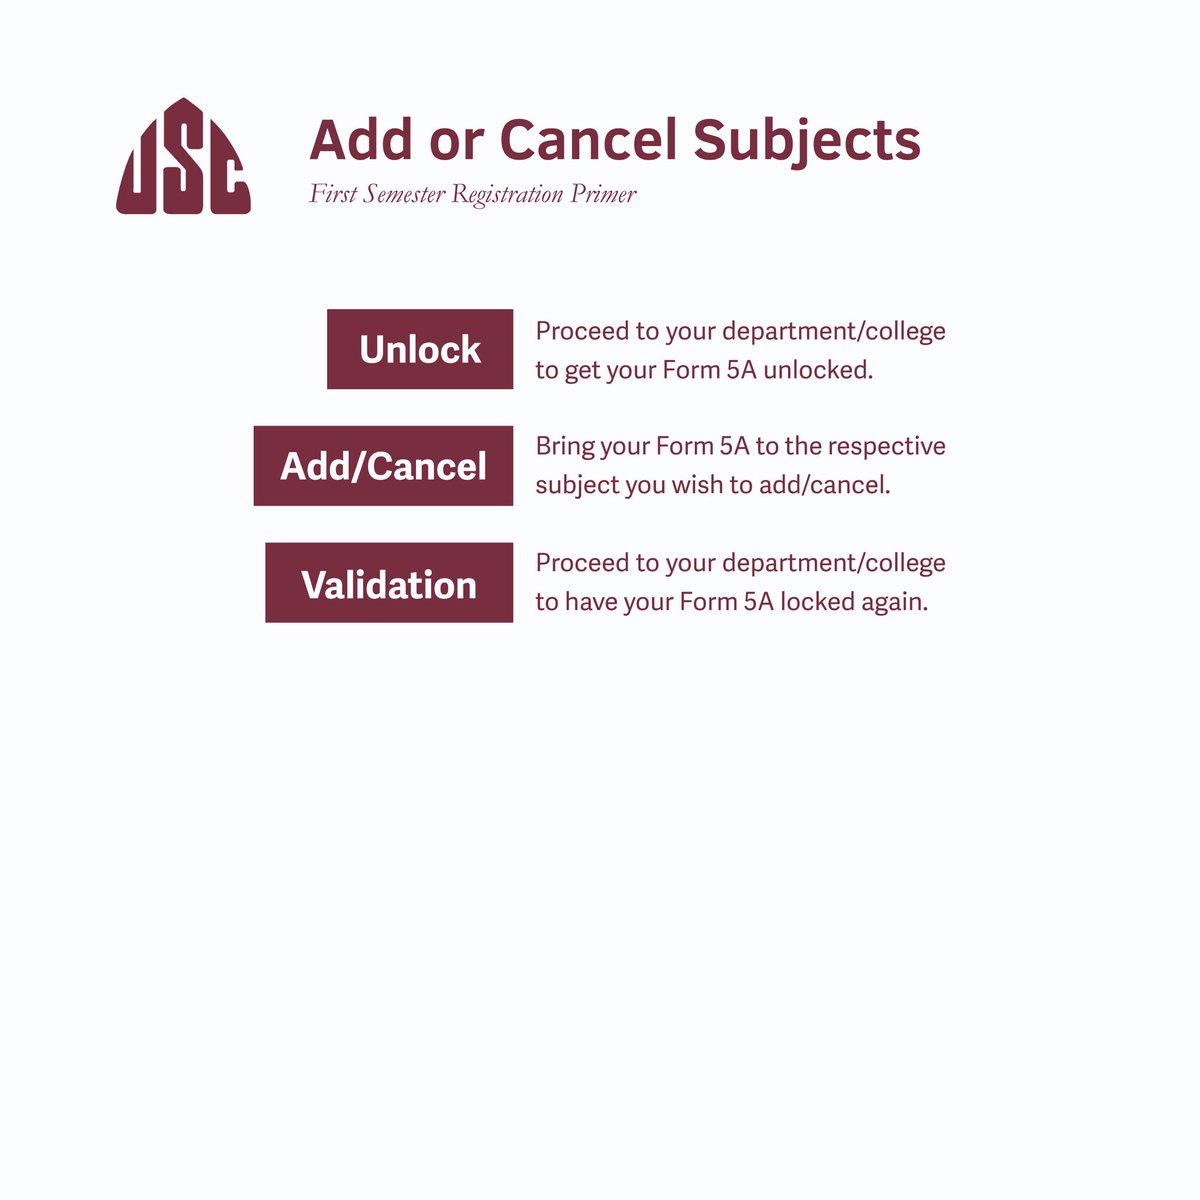 USC
Add or Cancel Subjects
First Semester Registration Primer
Unlock
Proceed to your department/college
to get your Form 5A unlocked.
Add/Cancel
Bring your Form 5A to the respective
subject you wish to add/cancel.
Validation
Proceed to your department/college
to have your Form 5A locked again.